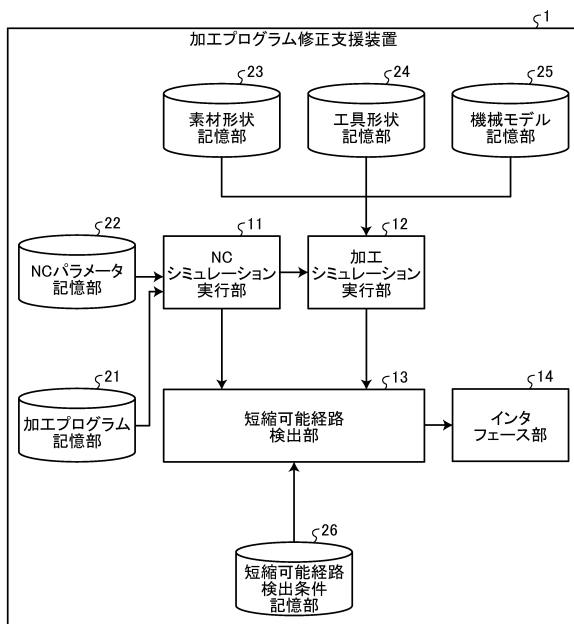 1
加工プログラム修正支援装置
23
24
25
素材形状
記憶部
工具形状
記憶部
機械モデル
記憶部
22
11
12
NCパラメータ
記憶部
NC
シミュレーション
実行部
加工
シミュレーション
実行部
21
13
14
加工プログラム
記憶部
短縮可能経路
検出部
インタ
フェース部
26
短縮可能経路
検出条件
記憶部